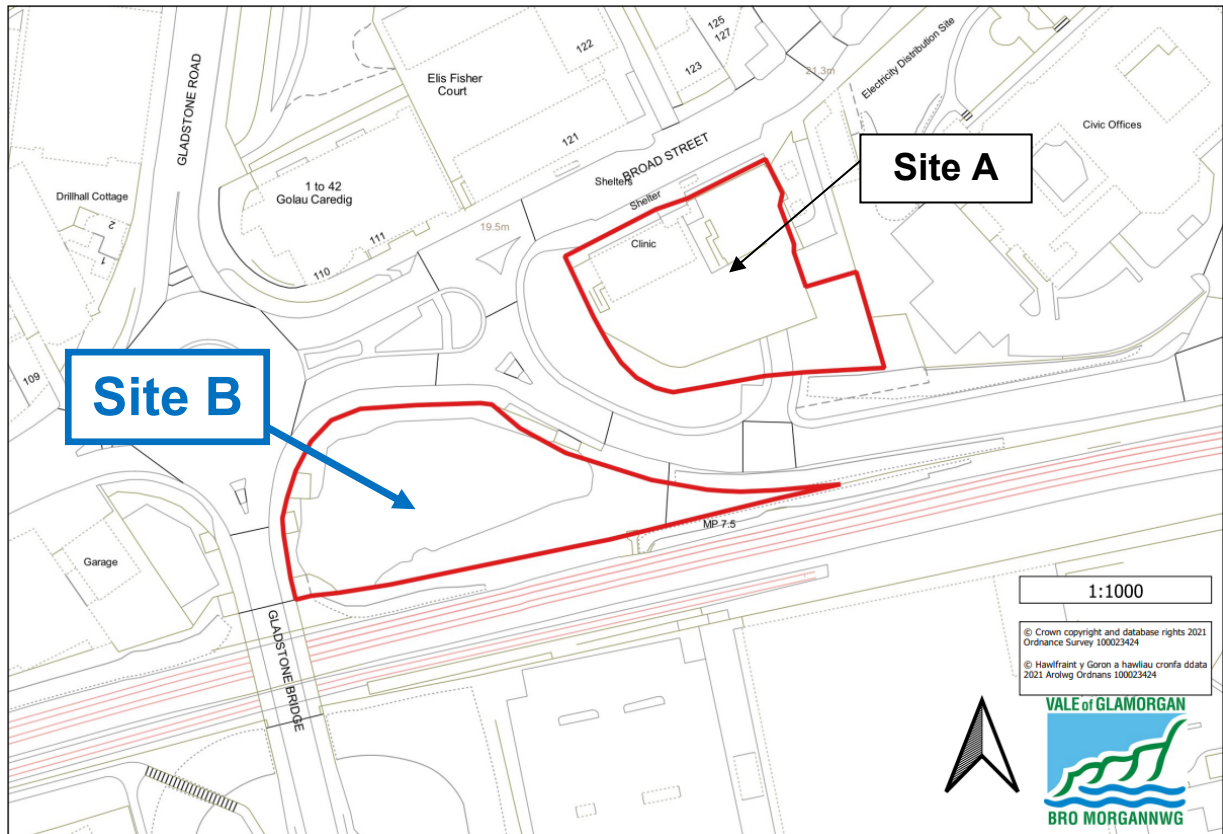 GLADSTONE ROAD
Elis Fisher
Court
122
125
127
123
121
21.3m
Electricity Distribution Site
Civic Offices
BROAD STREET
Site A
Drillhall Cottage
2
1
1 to 42
Golau Caredig
111
110
19.5m
Shelters
Shelter
Clinic
109
Site B
MP 7.5
Garage
GLADSTONE BRIDGE
1:1000
© Crown copyright and database rights 2021
Ordnance Survey 100023424
© Hawlfraint y Goron a hawliau cronfa ddata
2021 Arolwg Ordnans 100023424
VALE of GLAMORGAN
BRO MORGANNWG